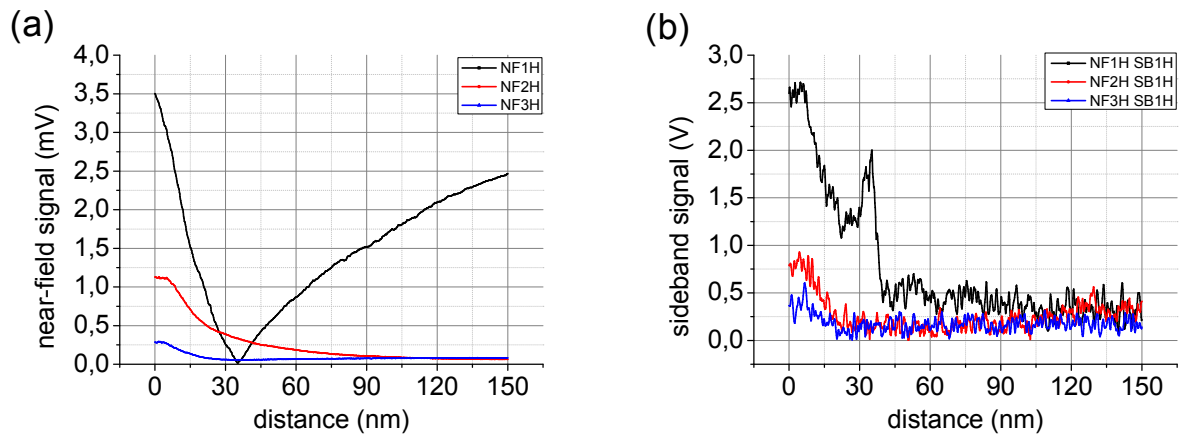 (a)
4,0
3,5
3,0
2,5
2,0
1,5
1,0
0,5
0,0
near-field signal (mV)
NF1H
NF2H
NF3H
0 30 60 90 120 150
distance (nm)
(b)
3,0
2,5
2,0
1,5
1,0
0,5
0,0
sideband signal (V)
NF1H SB1H
NF2H SB1H
NF3H SB1H
0 30 60 90 120 150
distance (nm)